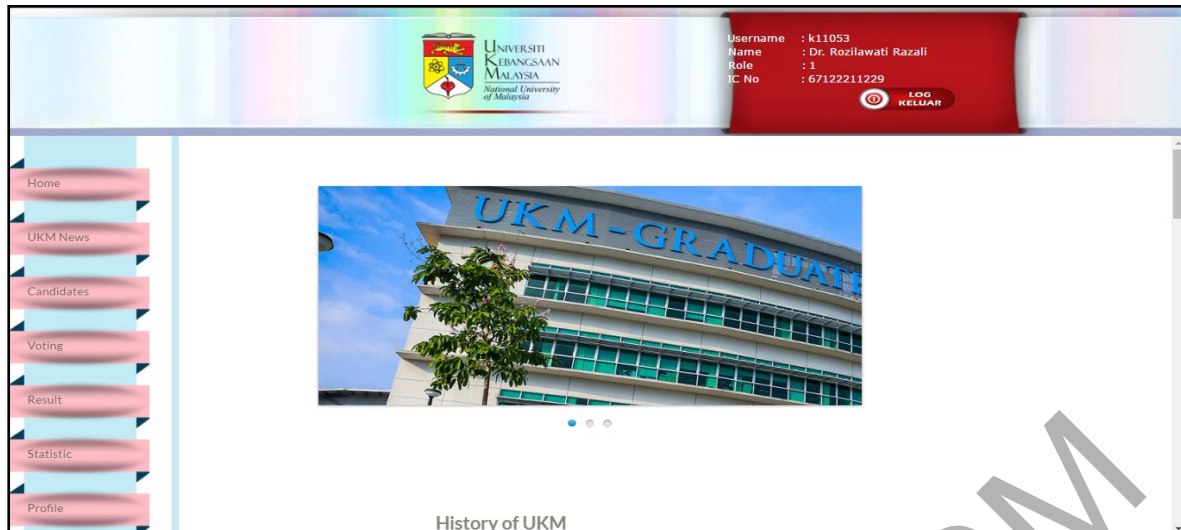 UNIVERSITI
KEBANGSAAN
MALAYSIA
National University
of Malaysia
Username : k11053
Name : Dr. Rozilawati Razali
Role : 1
IC No : 67122211229
LOG
KELUAR
Home
UKM News
Candidates
Voting
Result
Statistic
Profile
UKM-GRADUATE
History of UKM